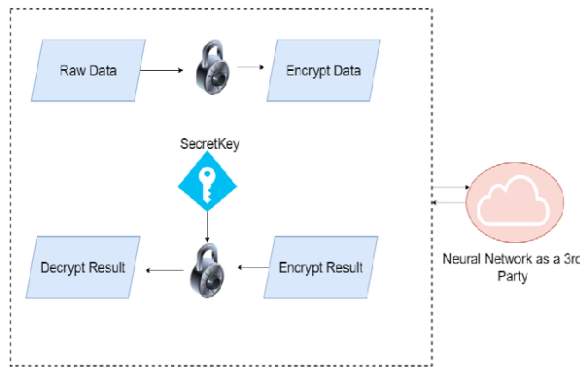 Raw Data
Encrypt Data
SecretKey
Decrypt Result
Encrypt Result
Neural Network as a 3rd
Party